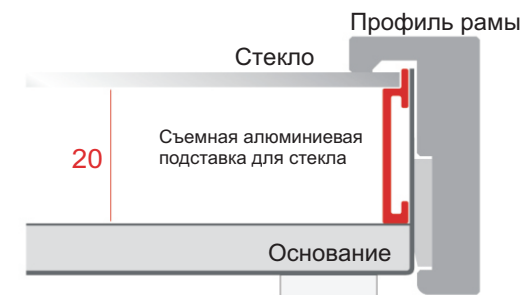 Профиль рамы
Стекло
Съемная алюминиевая
подставка для стекла
20
Основание